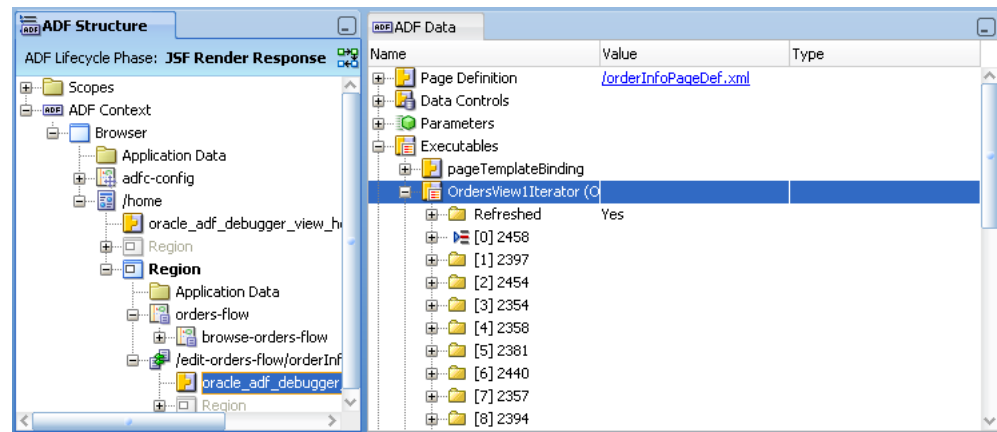 ADF Structure
ADF Lifecycle Phase: JSF Render Response
Scopes
ADF ADF Context
Browser
Application Data
adfc-config
/home
oracle_adf_debugger_view_h
Region
Region
Application Data
orders-flow
browse-orders-flow
/edit-orders-flow/orderInf
oracle_adf_debugger_
Region
ADF ADF Data
Name Value Type
Page Definition /orderInfoPageDef.xml
Data Controls
Parameters
Executables
pageTemplateBinding
OrdersView1Iterator (O
Refreshed Yes
[0] 2458
[1] 2397
[2] 2454
[3] 2354
[4] 2358
[5] 2381
[6] 2440
[7] 2357
[8] 2394